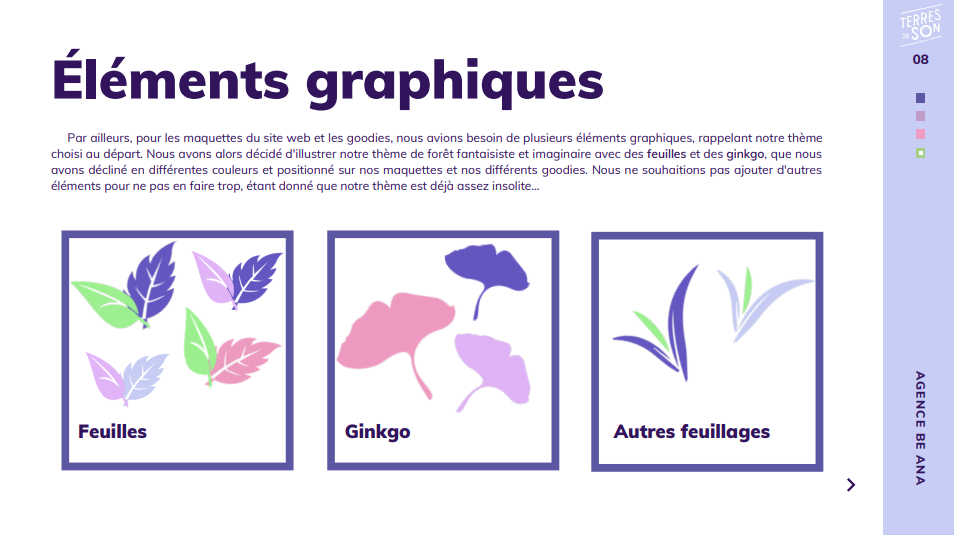 Éléments graphiques
Par ailleurs, pour les maquettes du site web et les goodies, nous avions besoin de plusieurs éléments graphiques, rappelant notre thème
choisi au départ. Nous avons alors décidé d'illustrer notre thème de forêt fantaisiste et imaginaire avec des feuilles et des ginkgo, que nous
avons décliné en différentes couleurs et positionné sur nos maquettes et nos différents goodies. Nous ne souhaitions pas ajouter d'autres
éléments pour ne pas en faire trop, étant donné que notre thème est déjà assez insolite...
Feuilles
Ginkgo
Autres feuillages
TERRES
DU
SON
08
AGENCE BE ANA